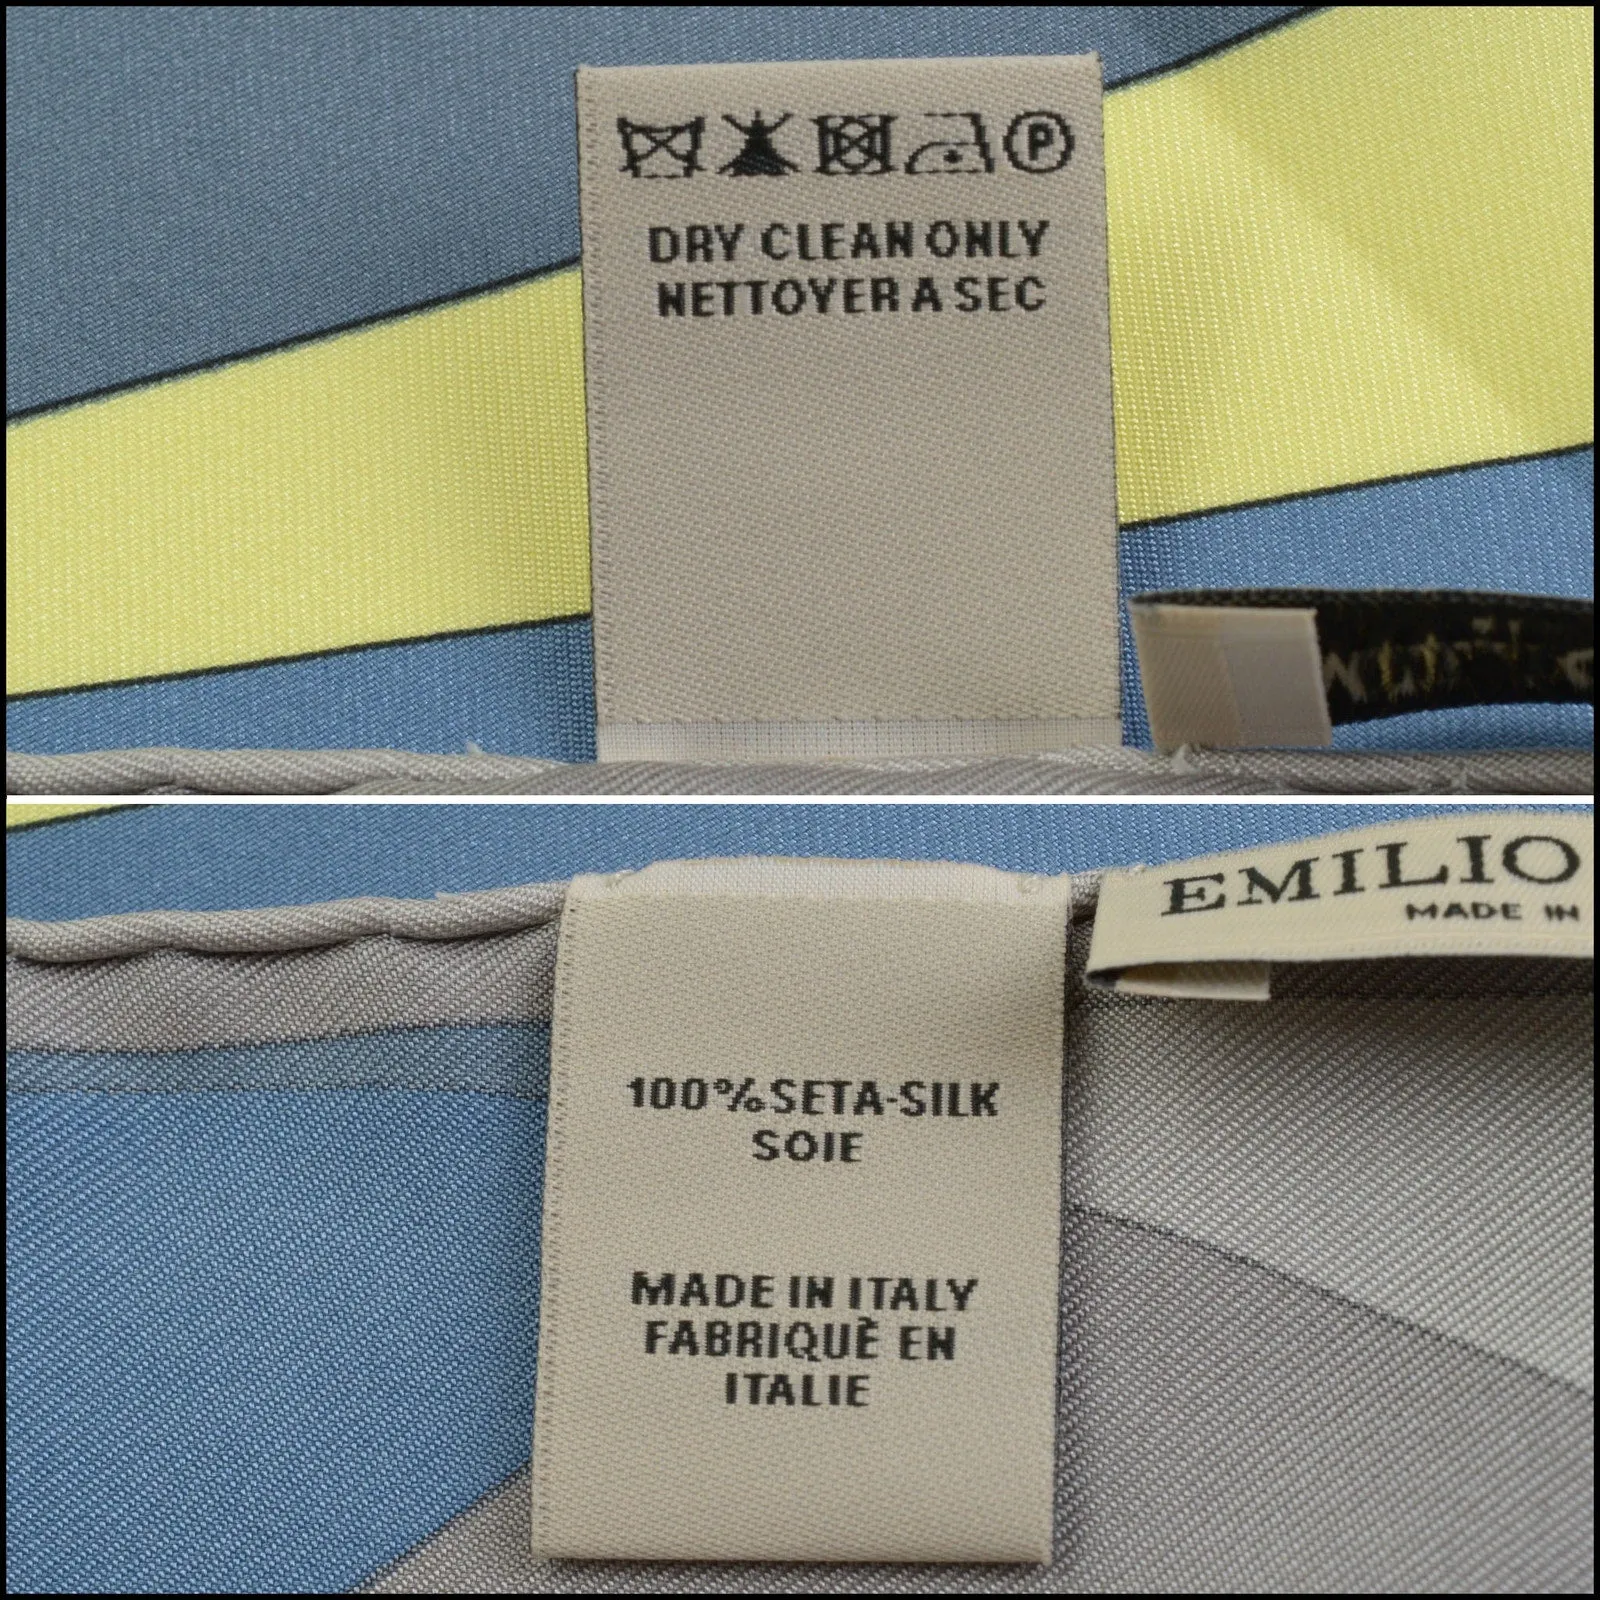 P
DRY CLEAN ONLY
NETTOYER A SEC
EMILIO
MADE IN
100% SETA-SILK
SOIE
MADE IN ITALY
FABRIQUÈ EN
ITALIE